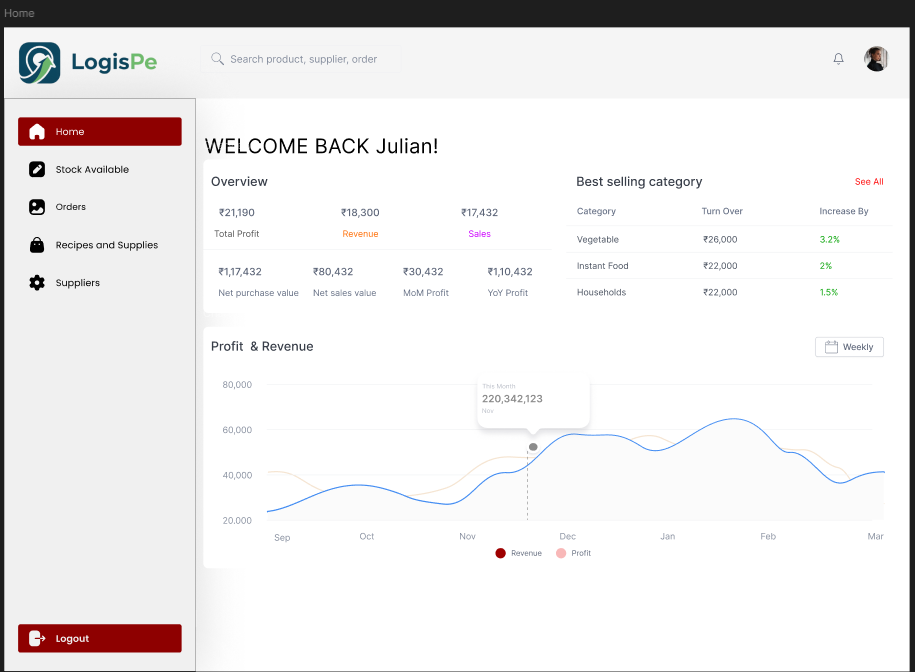 Home
LogisPe
Search product, supplier, order
Home
Stock Available
Orders
Recipes and Supplies
Suppliers
Logout
WELCOME BACK Julian!
Overview
₹21,190 ₹18,300 ₹17,432
Total Profit Revenue Sales
₹1,17,432 ₹80,432 ₹30,432 ₹1,10,432
Net purchase value Net sales value MoM Profit YoY Profit
Best selling category See All
Category Turn Over Increase By
Vegetable ₹26,000 3.2%
Instant Food ₹22,000 2%
Households ₹22,000 1.5%
Profit & Revenue Weekly
80,000
60,000
40,000
20.000
This Month
220,342,123
Nov
Sep Oct Nov Dec Jan Feb Mar
Revenue Profit